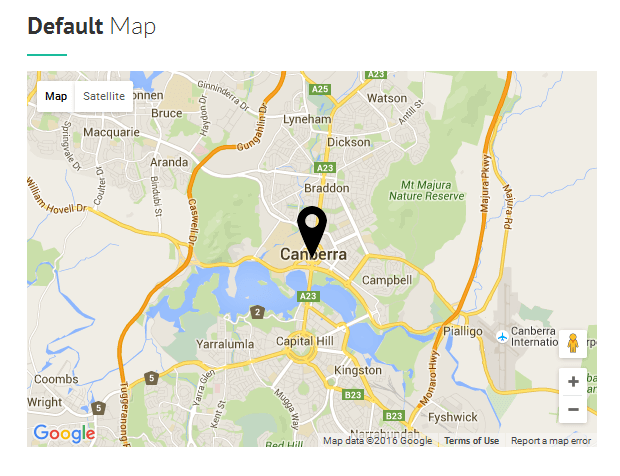 Default Map
Map Satellite
onnen
Bruce
Ginninderra Dr
A23
A25
Watson
Lyneham
Antill St
Haydon Dr
Gungahlin Dr
Macquarie
Springvale Dr
Dickson
Aranda
A23
Coulter Dr
Bindubi St
Braddon
Mt Majura
Nature Reserve
Majura Pkwy
Majura Rd
William Hovell Dr
Caswell Dr
Canberra
Campbell
A23
2
Pialligo
Canberra
Internatio
rpo
Yarralumla
Capital Hill
Kingston
Monaro Hwy
Coombs
5
5
Wright
Tuggeranong P
Yarra Glen
Kent St
Mugga Way
B23
B23
Fyshwick
Red Hill
Narrabundah
Google
Map data ©2016 Google Terms of Use Report a map error